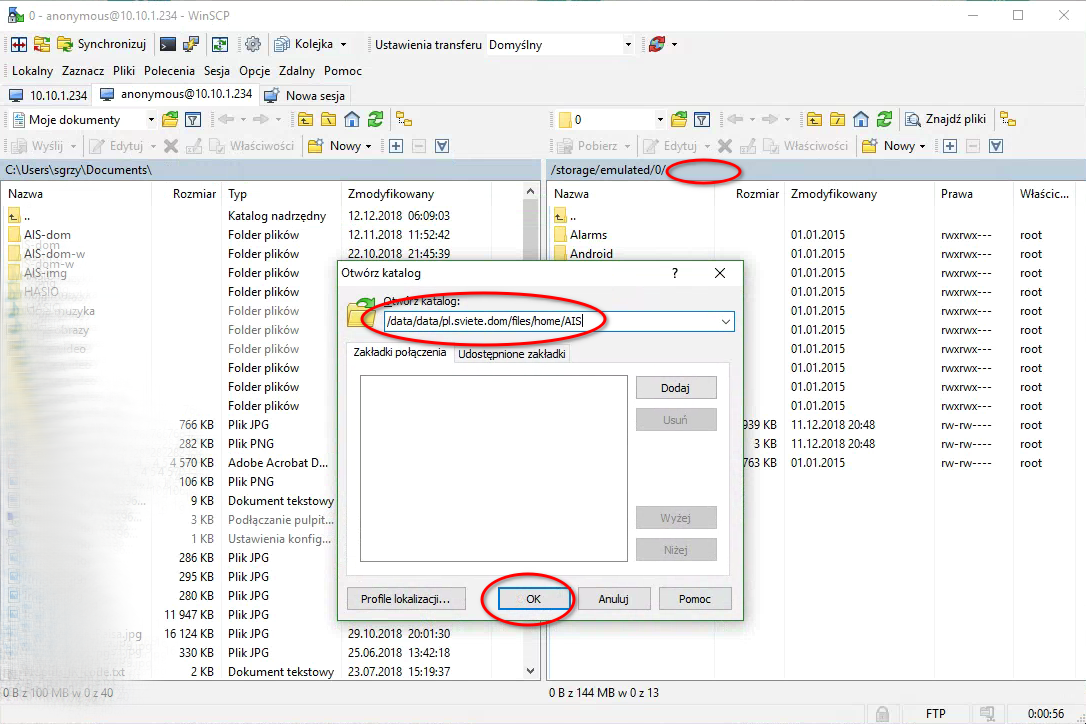 0 - anonymous@10.10.1.234 - WinSCP
Synchronizuj Kolejka Ustawienia transferu Domyślny
Lokalny Zaznacz Pliki Polecenia Sesja Opcje Zdalny Pomoc
10.10.1.234 anonymous@10.10.1.234 Nowa sesja
Moje dokumenty 0 Znajdź pliki
Wyślij Edytuj Właściwości Nowy Pobierz Edytuj Właściwości Nowy
C:\Users\sgrzy\Documents\ /storage/emulated/0/
Nazwa Rozmiar Typ Zmodyfikowany Nazwa Rozmiar Zmodyfikowany Prawa Właścic...
.. Katalog nadrzędny 12.12.2018 06:09:03 ..
AIS-dom Folder plików 12.11.2018 11:52:42 Alarms 01.01.2015 rwxrwx--- root
AIS-dom-w Folder plików 22.10.2018 21:45:39 Android 01.01.2015 rwxrwx--- root
AIS-img Folder plików 01.01.2015 rwxrwx--- root
HASIO Folder plików 01.01.2015 rwxrwx--- root
muzyka Folder plików 01.01.2015 rwxrwx--- root
Folder plików 01.01.2015 rwxrwx--- root
Folder plików 01.01.2015 rwxrwx--- root
Folder plików 01.01.2015 rwxrwx--- root
Folder plików 01.01.2015 rwxrwx--- root
Folder plików 01.01.2015 rwxrwx--- root
766 KB Plik JPG 939 KB 11.12.2018 20:48 rw-rw---- root
282 KB Plik PNG 3 KB 11.12.2018 20:48 rw-rw---- root
4 570 KB Adobe Acrobat D... 763 KB 01.01.2015 rw-rw---- root
106 KB Plik PNG
9 KB Dokument tekstowy
3 KB Podłączanie pulpit...
1 KB Ustawienia konfig...
286 KB Plik JPG
295 KB Plik JPG
280 KB Plik JPG
11 947 KB Plik JPG
.jpg 16 124 KB Plik JPG 29.10.2018 20:01:30
330 KB Plik JPG 25.06.2018 13:42:18
.txt 2 KB Dokument tekstowy 23.07.2018 15:19:37
Otwórz katalog ?
Otwórz katalog:
/data/data/pl.sviete.dom/files/home/AIS
Zakładki połączenia Udostępnione zakładki
Dodaj
Usuń
Wyżej
Niżej
Profile lokalizacji... OK Anuluj Pomoc
0 B z 100 MB w 0 z 40 0 B z 144 MB w 0 z 13
FTP 0:00:56